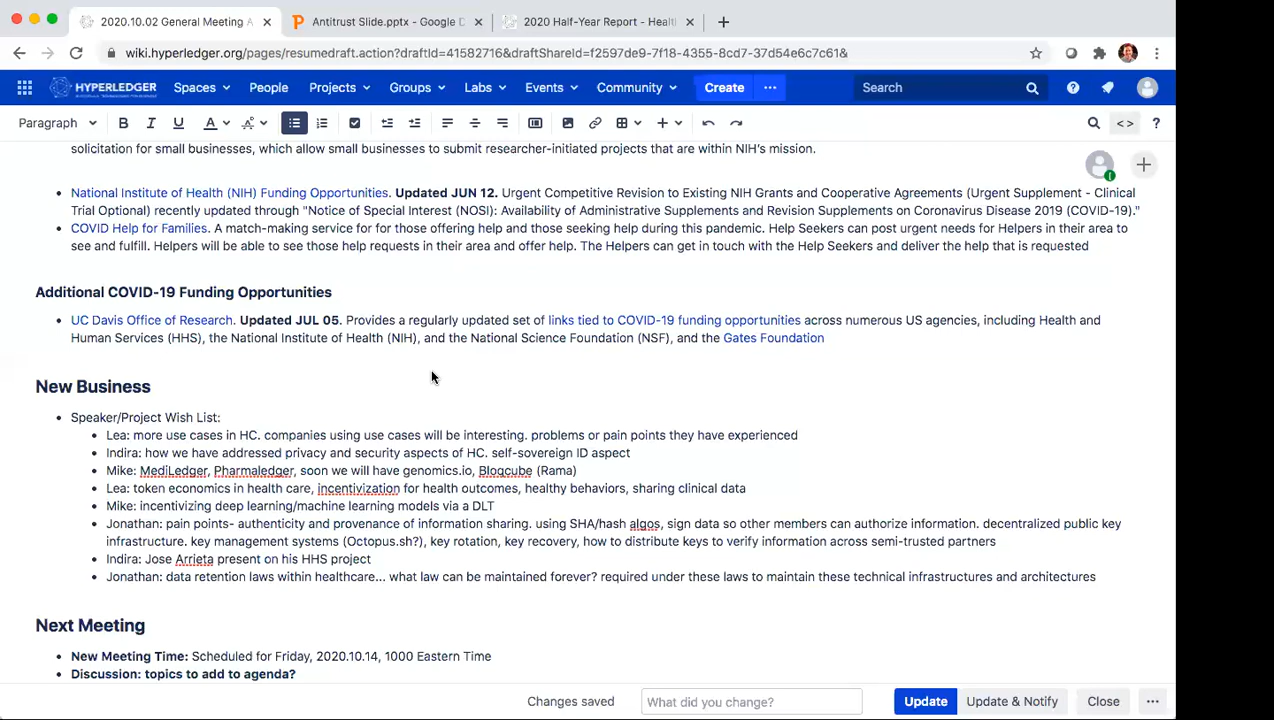 2020.10.02 General Meeting A
Antitrust Slide.pptx - Google D
2020 Half-Year Report - Healt
wiki.hyperledger.org/pages/resumedraft.action?draftId=41582716&draftShareId=f2597de9-7f18-4355-8cd7-37d54e6c7c61&
HYPERLEDGER Spaces People Projects Groups Labs Events Community Create ··· Search
Paragraph B I U A
solicitation for small businesses, which allow small businesses to submit researcher-initiated projects that are within NIH's mission.
• National Institute of Health (NIH) Funding Opportunities. Updated JUN 12. Urgent Competitive Revision to Existing NIH Grants and Cooperative Agreements (Urgent Supplement - Clinical
Trial Optional) recently updated through "Notice of Special Interest (NOSI): Availability of Administrative Supplements and Revision Supplements on Coronavirus Disease 2019 (COVID-19)."
• COVID Help for Families. A match-making service for for those offering help and those seeking help during this pandemic. Help Seekers can post urgent needs for Helpers in their area to
see and fulfill. Helpers will be able to see those help requests in their area and offer help. The Helpers can get in touch with the Help Seekers and deliver the help that is requested
Additional COVID-19 Funding Opportunities
• UC Davis Office of Research. Updated JUL 05. Provides a regularly updated set of links tied to COVID-19 funding opportunities across numerous US agencies, including Health and
Human Services (HHS), the National Institute of Health (NIH), and the National Science Foundation (NSF), and the Gates Foundation
New Business
• Speaker/Project Wish List:
• Lea: more use cases in HC. companies using use cases will be interesting. problems or pain points they have experienced
• Indira: how we have addressed privacy and security aspects of HC. self-sovereign ID aspect
• Mike: MediLedger, Pharmaledger, soon we will have genomics.io, Bloqcube (Rama)
• Lea: token economics in health care, incentivization for health outcomes, healthy behaviors, sharing clinical data
• Mike: incentivizing deep learning/machine learning models via a DLT
• Jonathan: pain points- authenticity and provenance of information sharing. using SHA/hash algos, sign data so other members can authorize information. decentralized public key
infrastructure. key management systems (Octopus.sh?), key rotation, key recovery, how to distribute keys to verify information across semi-trusted partners
• Indira: Jose Arrieta present on his HHS project
• Jonathan: data retention laws within healthcare... what law can be maintained forever? required under these laws to maintain these technical infrastructures and architectures
Next Meeting
• New Meeting Time: Scheduled for Friday, 2020.10.14, 1000 Eastern Time
• Discussion: topics to add to agenda?
Changes saved What did you change? Update Update & Notify Close ···